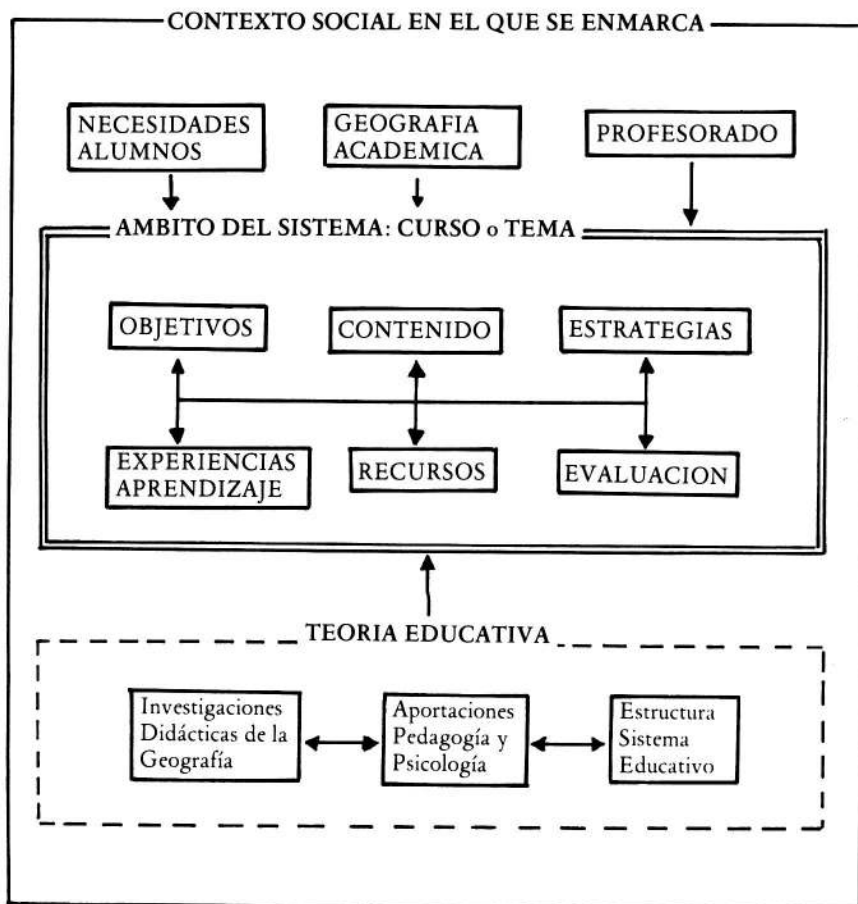 CONTEXTO SOCIAL EN EL QUE SE ENMARCA
NECESIDADES
ALUMNOS
GEOGRAFIA
ACADEMICA
PROFESORADO
AMBITO DEL SISTEMA: CURSO o TEMA
OBJETIVOS
CONTENIDO
ESTRATEGIAS
EXPERIENCIAS
APRENDIZAJE
RECURSOS
EVALUACION
TEORIA EDUCATIVA
Investigaciones
Didácticas de la
Geografía
Aportaciones
Pedagogía y
Psicología
Estructura
Sistema
Educativo